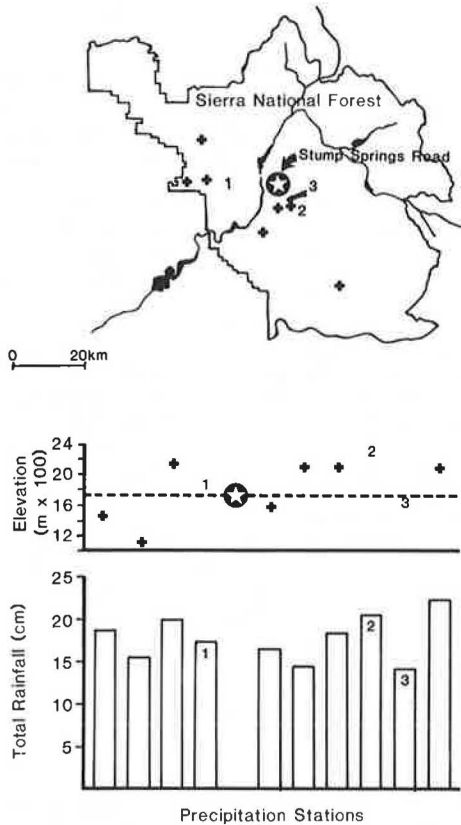 Sierra National Forest
Stump Springs Road
1
3
2
0 20km
Elevation
(m x 100)
24
20
16
12
1
2
3
Total Rainfall (cm)
25
20
15
10
5
1
2
3
Precipitation Stations